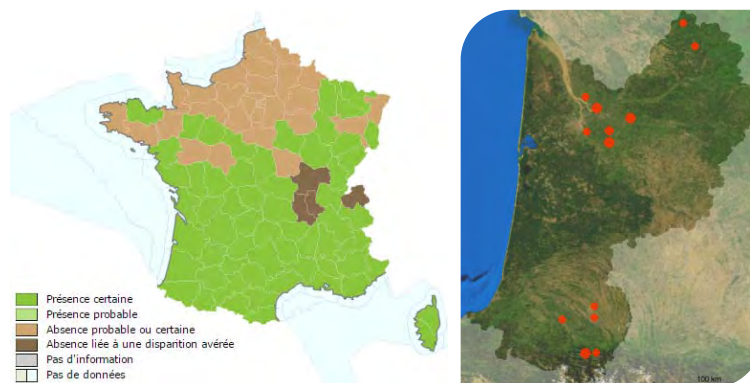 Présence certaine
Présence probable
Absence probable ou certaine
Absence liée à une disparition avérée
Pas d'information
Pas de données
100 km